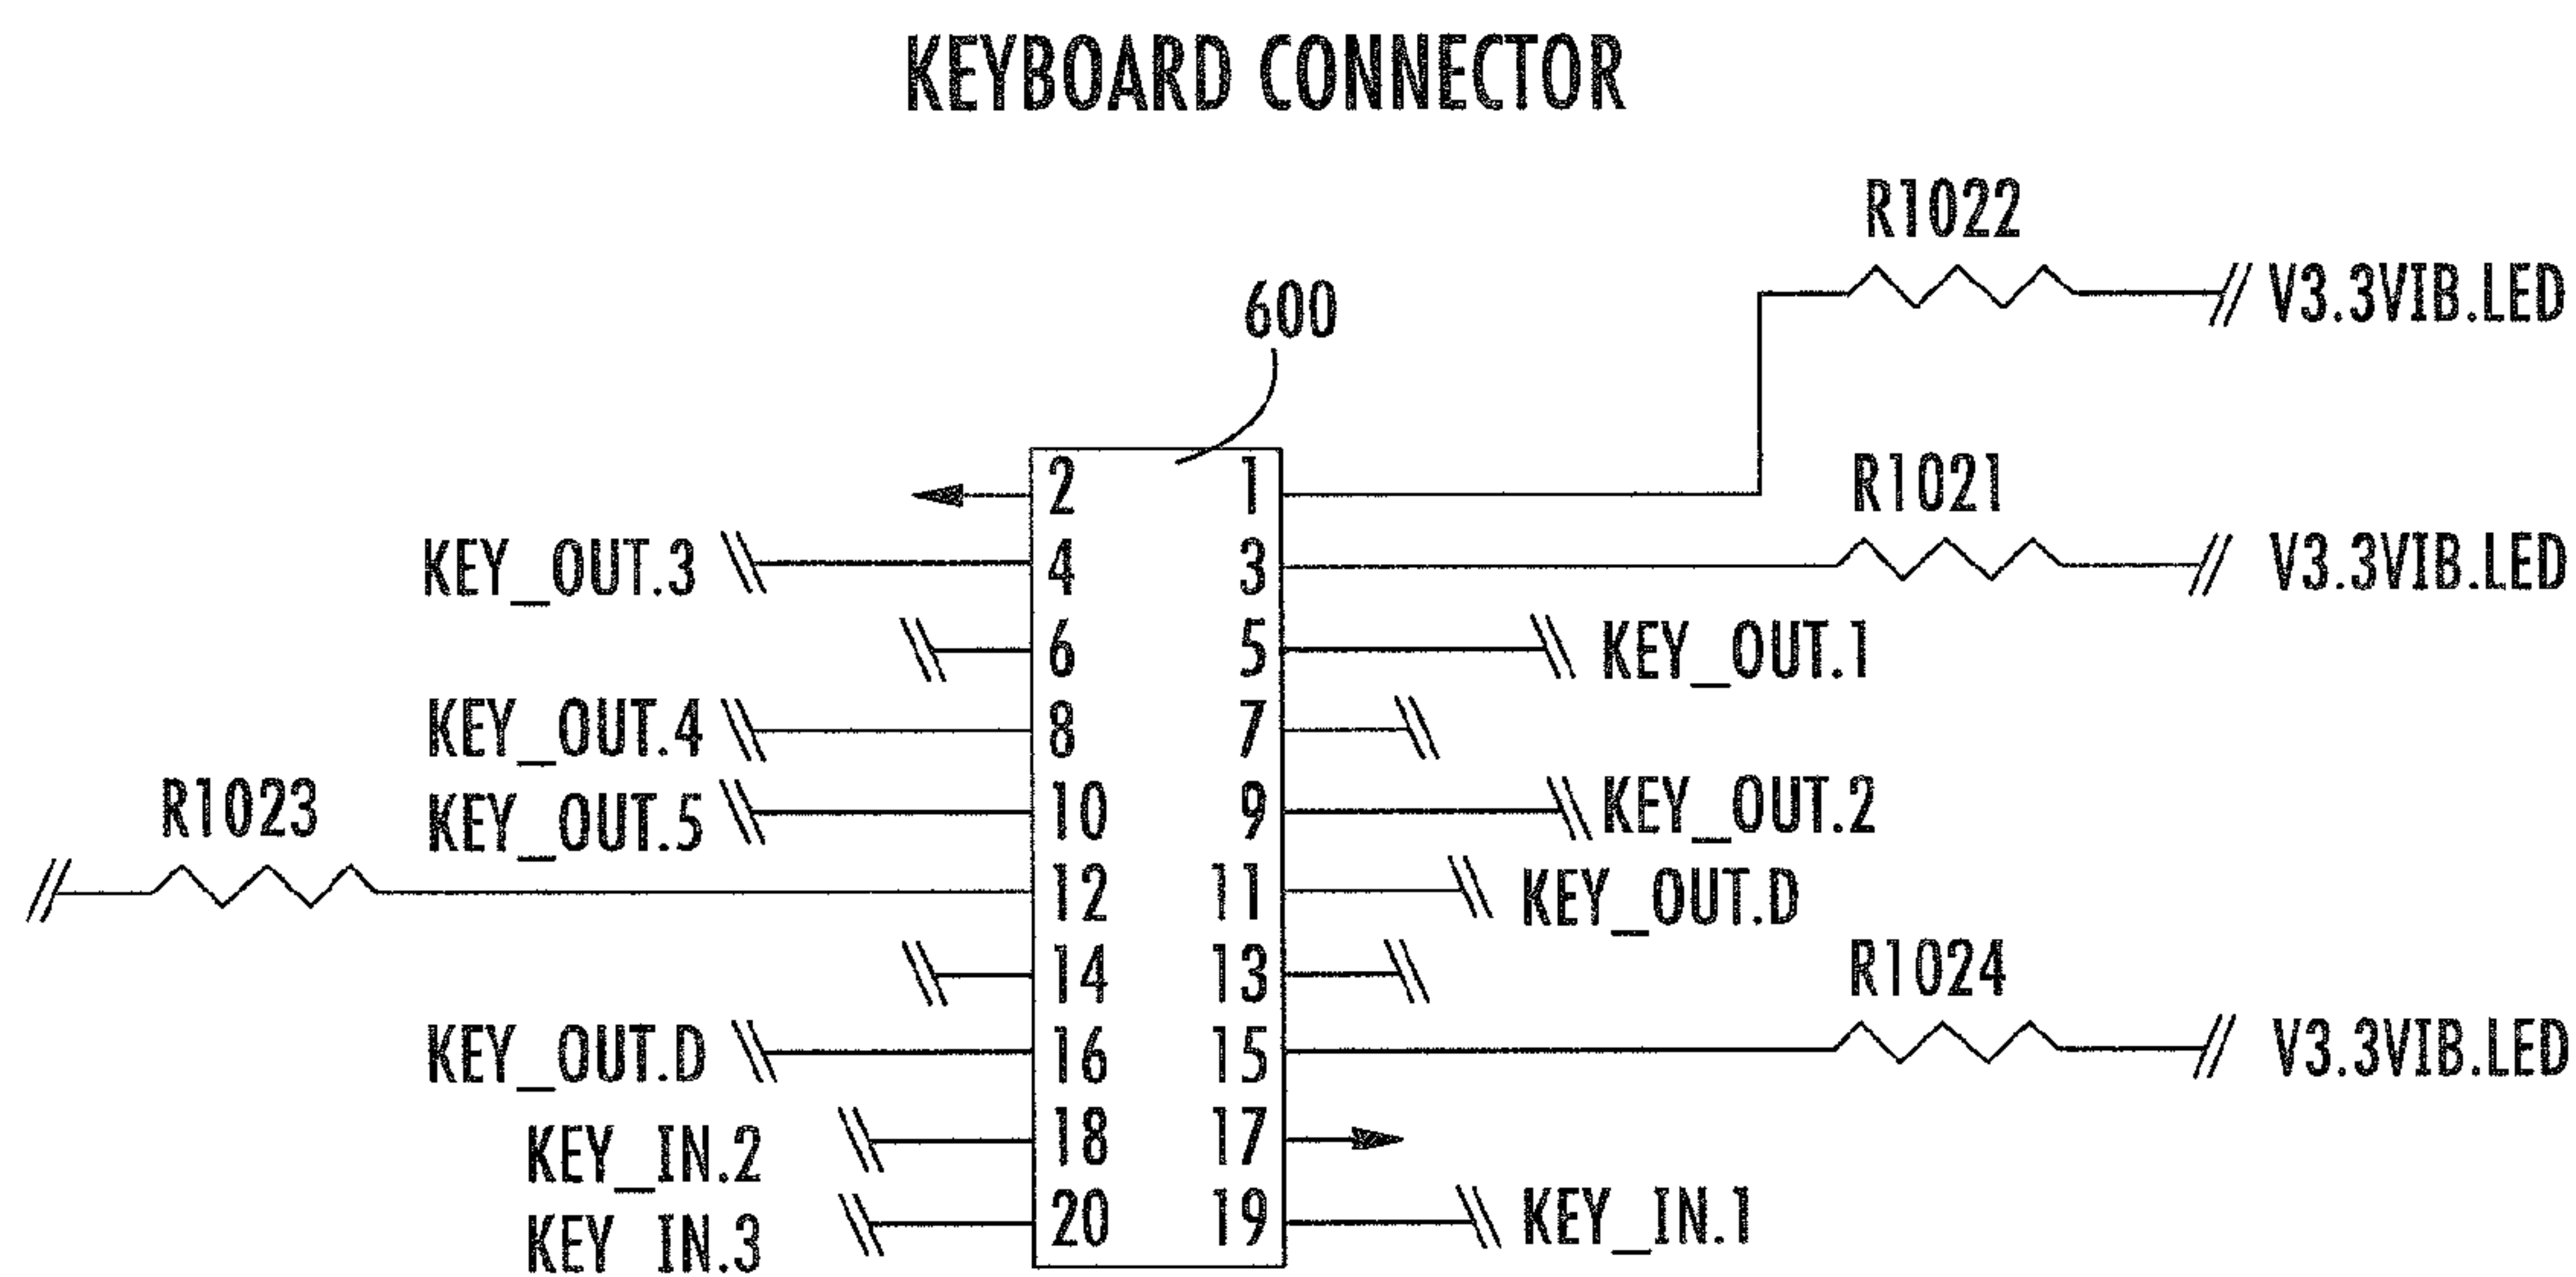 KEYBOARD CONNECTOR
R1022
V3.3VIB.LED
600
2 1
R1021
KEY_OUT.3 4 3 V3.3VIB.LED
6 5 KEY_OUT.1
KEY_OUT.4 8 7
R1023 KEY_OUT.5 10 9 KEY_OUT.2
12 11 KEY_OUT.D
14 13 R1024
KEY_OUT.D 16 15 V3.3VIB.LED
KEY_IN.2 18 17
KEY IN.3 20 19 KEY_IN.1